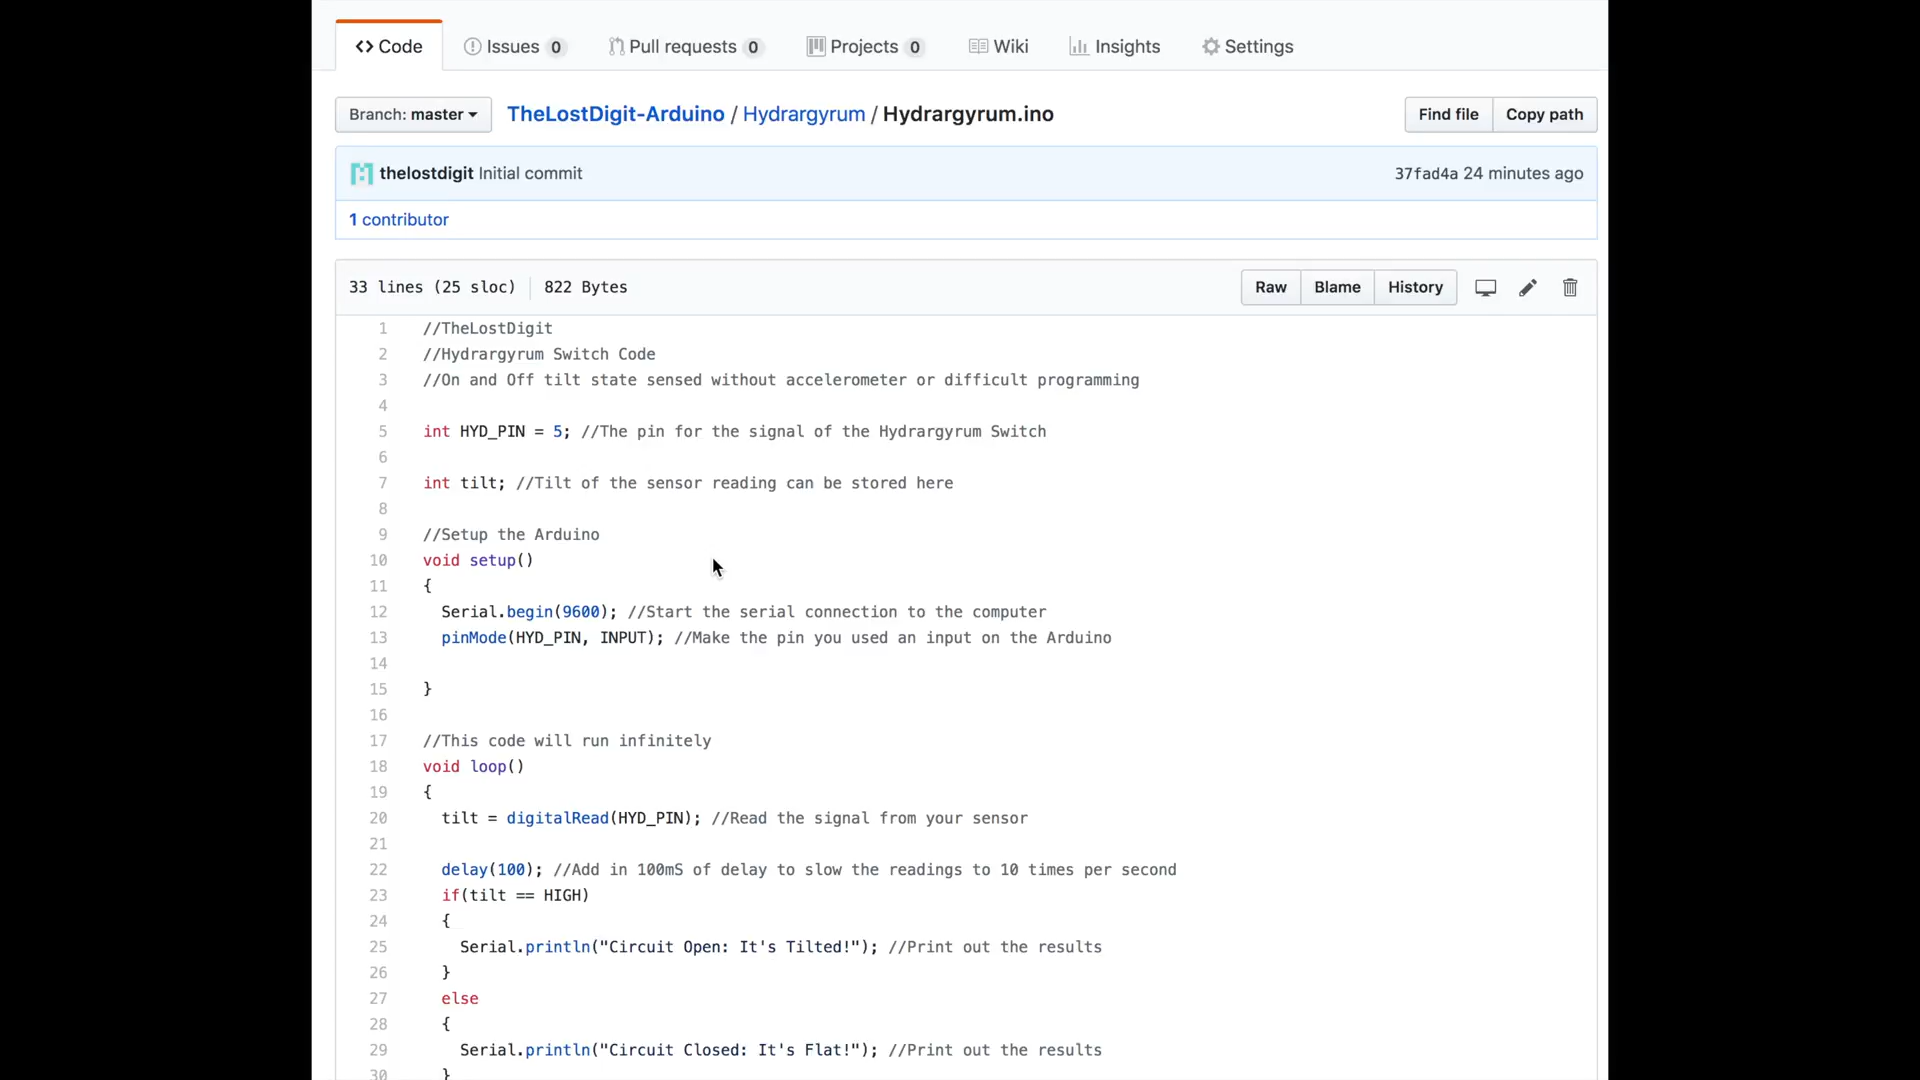 Code Issues 0 Pull requests 0 Projects 0 Wiki Insights Settings
Branch: master TheLostDigit-Arduino / Hydrargyrum / Hydrargyrum.ino Find file Copy path
thelostdigit Initial commit 37fad4a 24 minutes ago
1 contributor
33 lines (25 sloc) 822 Bytes Raw Blame History
1 //TheLostDigit
2 //Hydrargyrum Switch Code
3 //On and Off tilt state sensed without accelerometer or difficult programming
4
5 int HYD_PIN = 5; //The pin for the signal of the Hydrargyrum Switch
6
7 int tilt; //Tilt of the sensor reading can be stored here
8
9 //Setup the Arduino
10 void setup()
11 {
12 Serial.begin(9600); //Start the serial connection to the computer
13 pinMode(HYD_PIN, INPUT); //Make the pin you used an input on the Arduino
14
15 }
16
17 //This code will run infinitely
18 void loop()
19 {
20 tilt = digitalRead(HYD_PIN); //Read the signal from your sensor
21
22 delay(100); //Add in 100mS of delay to slow the readings to 10 times per second
23 if(tilt == HIGH)
24 {
25 Serial.println("Circuit Open: It's Tilted!"); //Print out the results
26 }
27 else
28 {
29 Serial.println("Circuit Closed: It's Flat!"); //Print out the results
30 }